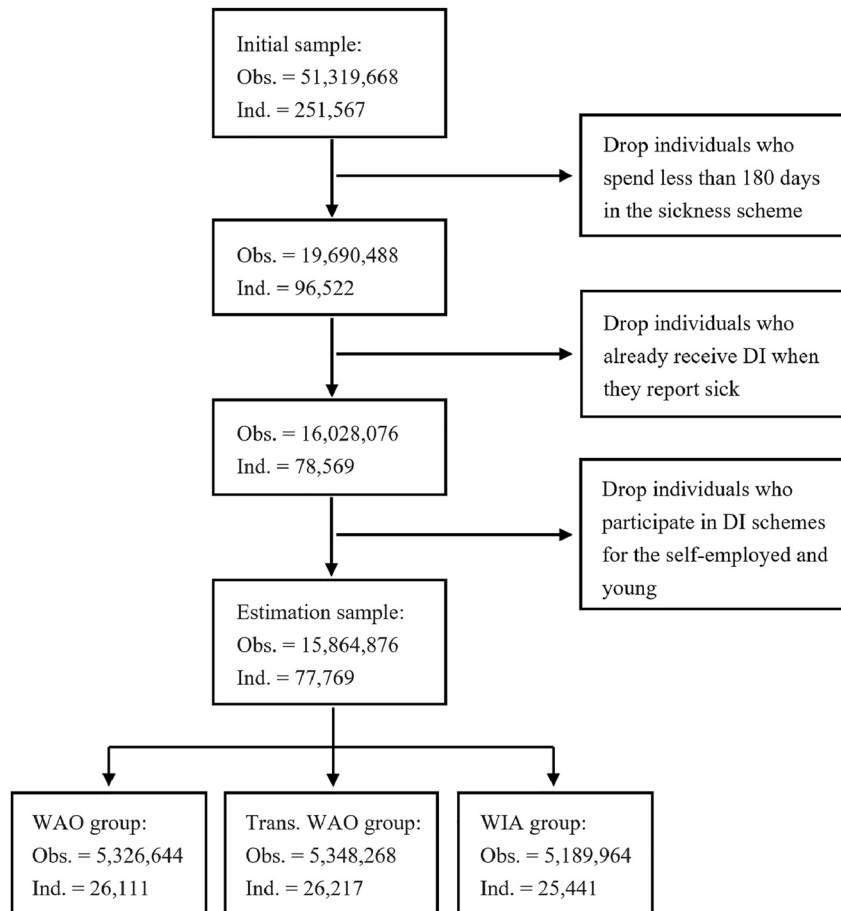 Initial sample:
Obs. = 51,319,668
Ind. = 251,567
Drop individuals who
spend less than 180 days
in the sickness scheme
Obs. = 19,690,488
Ind. = 96,522
Drop individuals who
already receive DI when
they report sick
Obs. = 16,028,076
Ind. = 78,569
Drop individuals who
participate in DI schemes
for the self-employed and
young
Estimation sample:
Obs. = 15,864,876
Ind. = 77,769
WAO group:
Obs. = 5,326,644
Ind. = 26,111
Trans. WAO group:
Obs. = 5,348,268
Ind. = 26,217
WIA group:
Obs. = 5,189,964
Ind. = 25,441